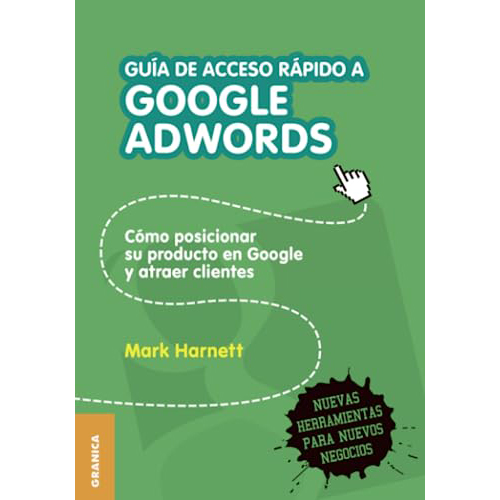 GUÍA DE ACCESO RÁPIDO A
GOOGLE
ADWORDS
Cómo posicionar
su producto en Google
y atraer clientes
Mark Harnett
NUEVAS
HERRAMIENTAS
PARA NUEVOS
NEGOCIOS
GRANICA